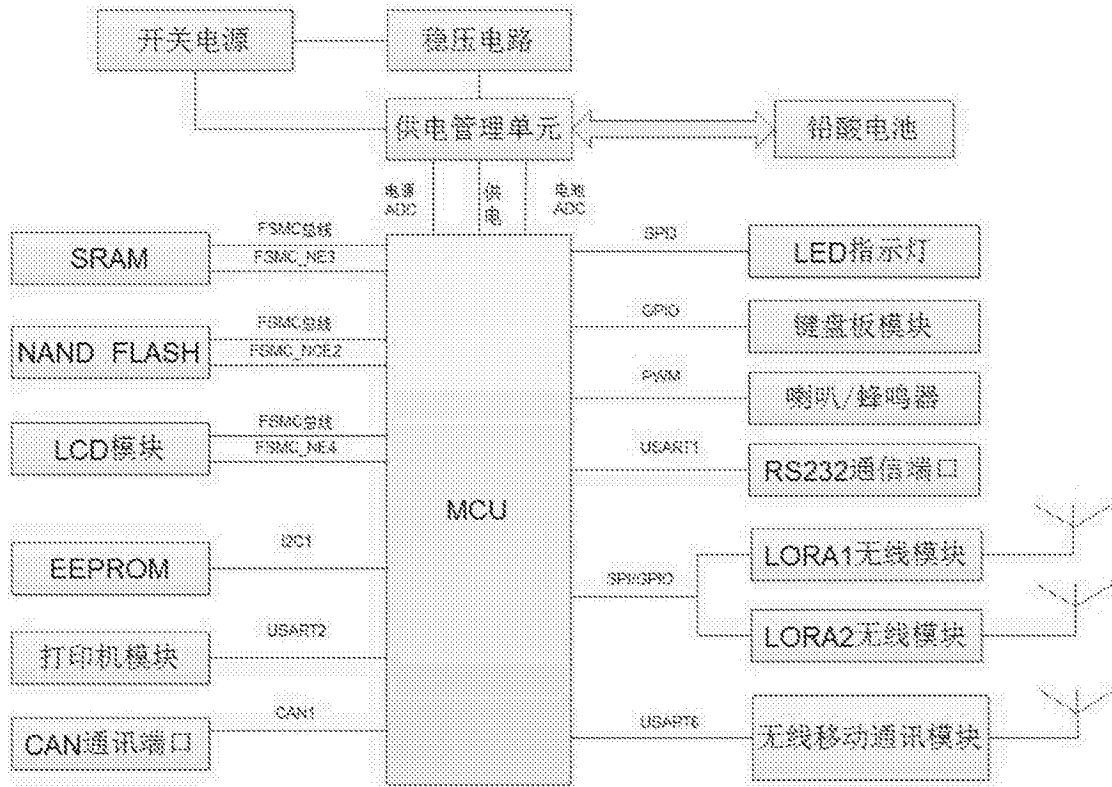 开关电源
稳压电路
供电管理单元
铅酸电池
电源
ADC
供
电
电池
ADC
SRAM
FSMC总线
FSMC_NE3
NAND FLASH
FSMC总线
FSMC_NCE2
LCD模块
FSMC总线
FSMC_NE4
EEPROM
I2C1
打印机模块
USART2
CAN通讯端口
CAN1
MCU
LED指示灯
GPIO
键盘板模块
PWM
喇叭/蜂鸣器
USART1
RS232通信端口
SPI/GPIO
LORA1无线模块
LORA2无线模块
USART6
无线移动通讯模块